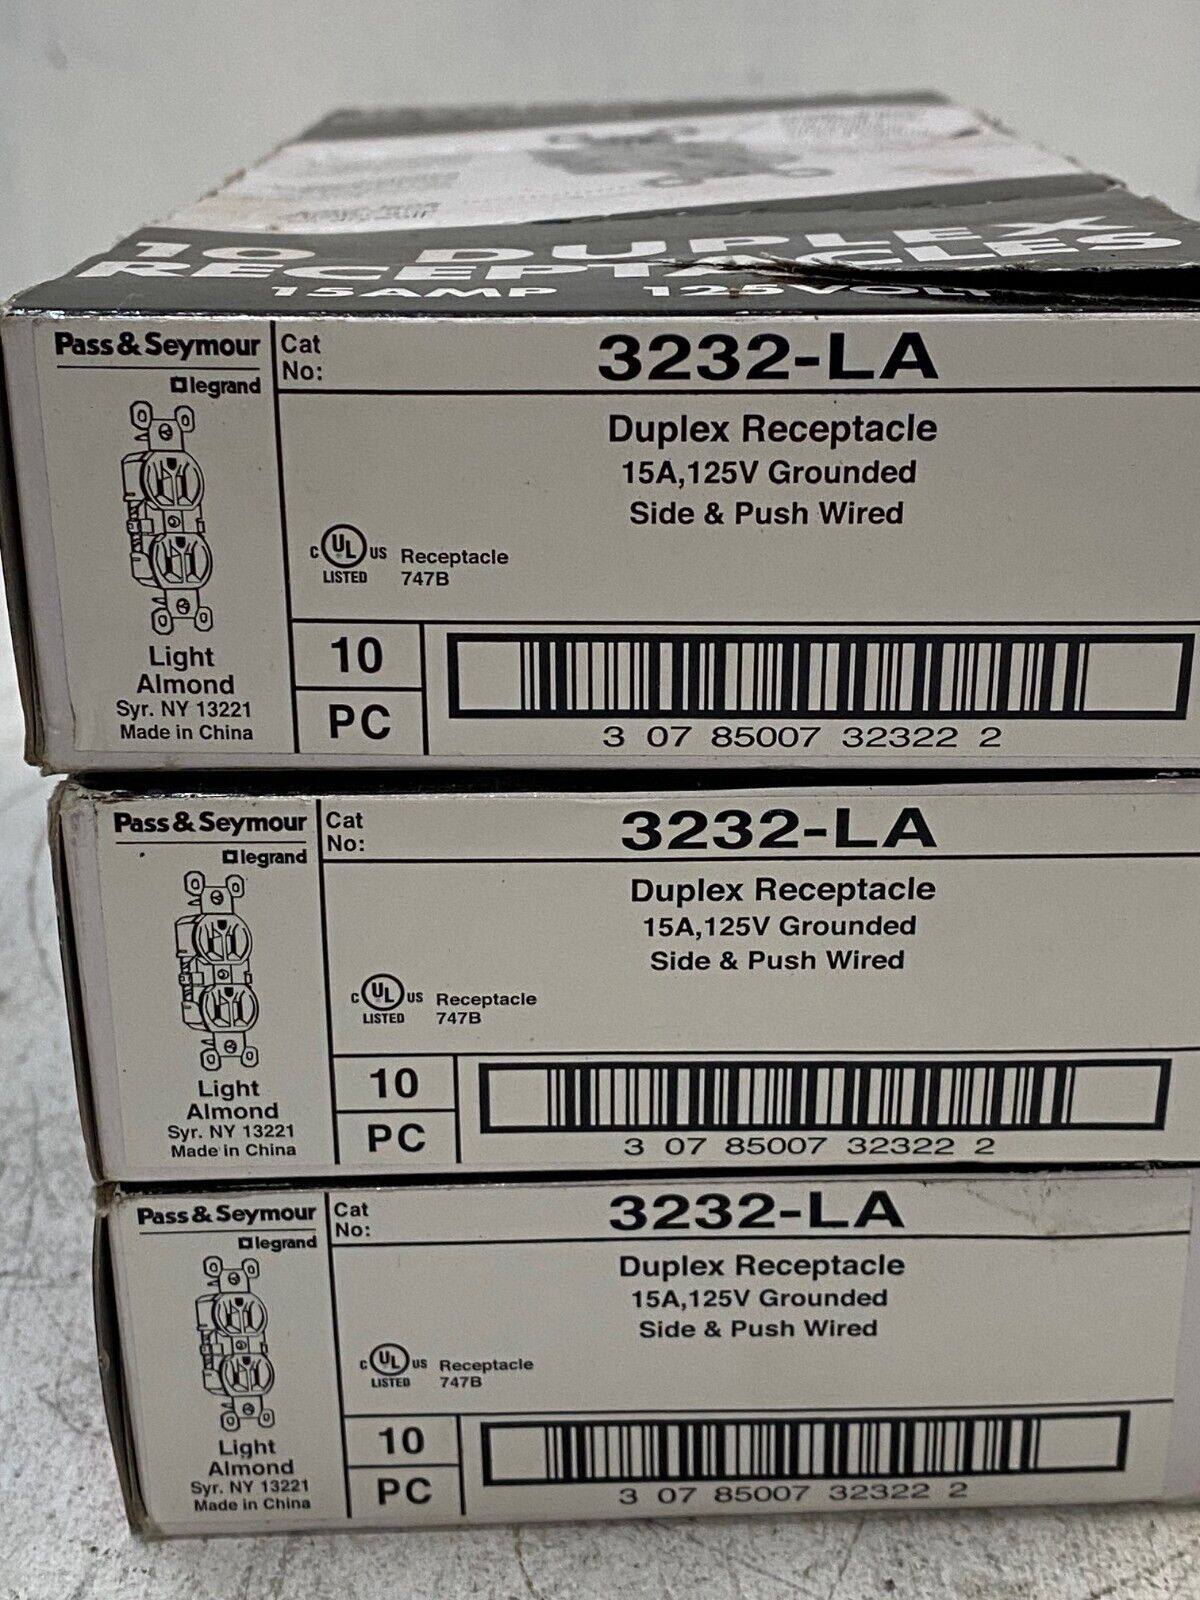 10 DUPLEX
RECEPTACLES
15AMP 125VOLT
Pass & Seymour
legrand
Cat
No:
3232-LA
Duplex Receptacle
15A,125V Grounded
Side & Push Wired
C UL US
LISTED
Receptacle
747B
Light
Almond
Syr. NY 13221
Made in China
10
PC
3 07 85007 32322 2
Pass & Seymour
legrand
Cat
No:
3232-LA
Duplex Receptacle
15A,125V Grounded
Side & Push Wired
C UL US
LISTED
Receptacle
747B
Light
Almond
Syr. NY 13221
Made in China
10
PC
3 07 85007 32322 2
Pass & Seymour
legrand
Cat
No:
3232-LA
Duplex Receptacle
15A,125V Grounded
Side & Push Wired
C UL US
LISTED
Receptacle
747B
Light
Almond
Syr. NY 13221
Made in China
10
PC
3 07 85007 32322 2